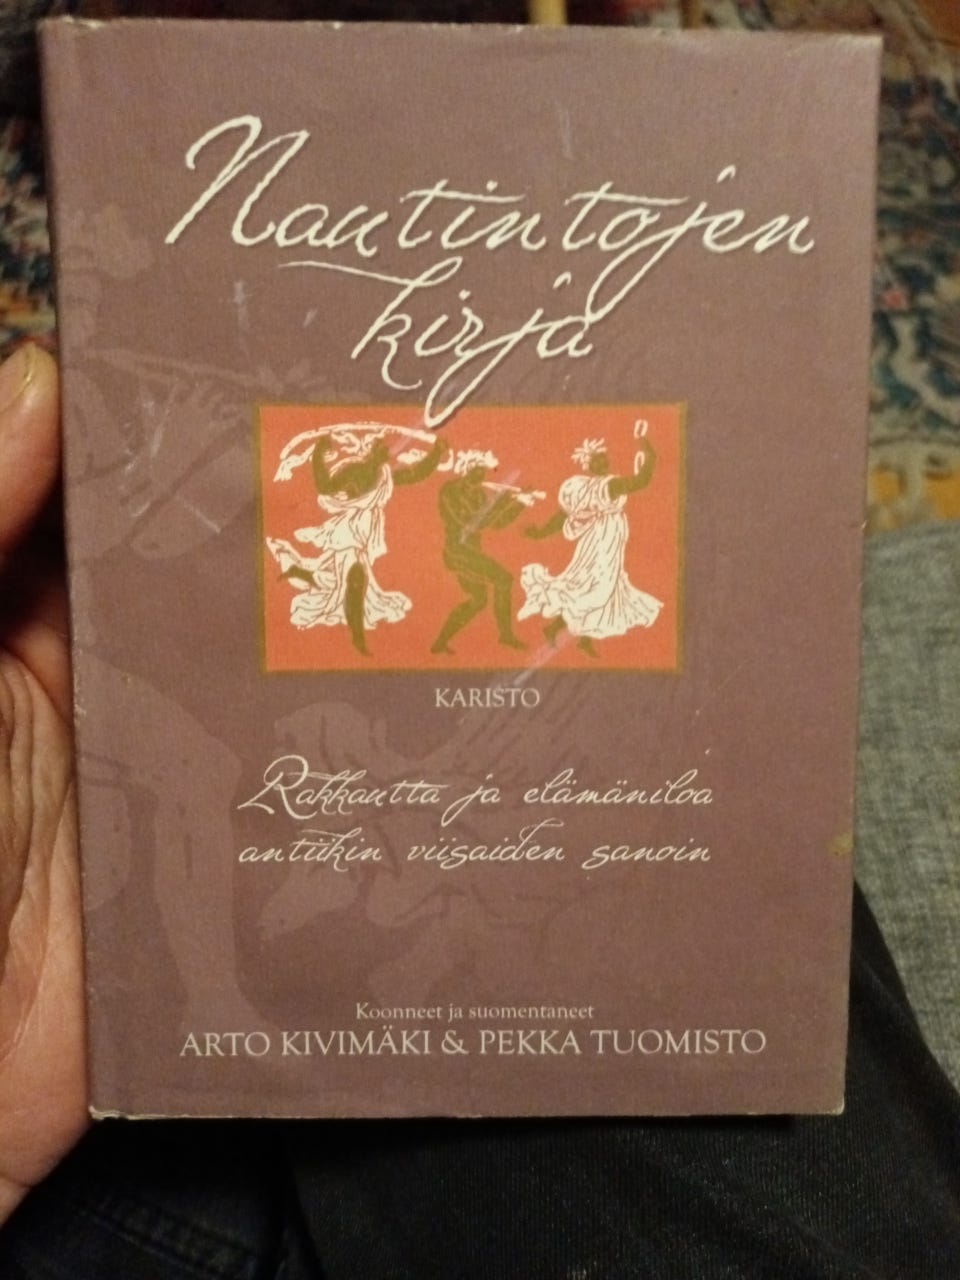 Nautintojen
kirja
KARISTO
Rakkautta ja elämäniloa
antiikin viisaiden sanoin
Koonneet ja suomentaneet
ARTO KIVIMÄKI & PEKKA TUOMISTO